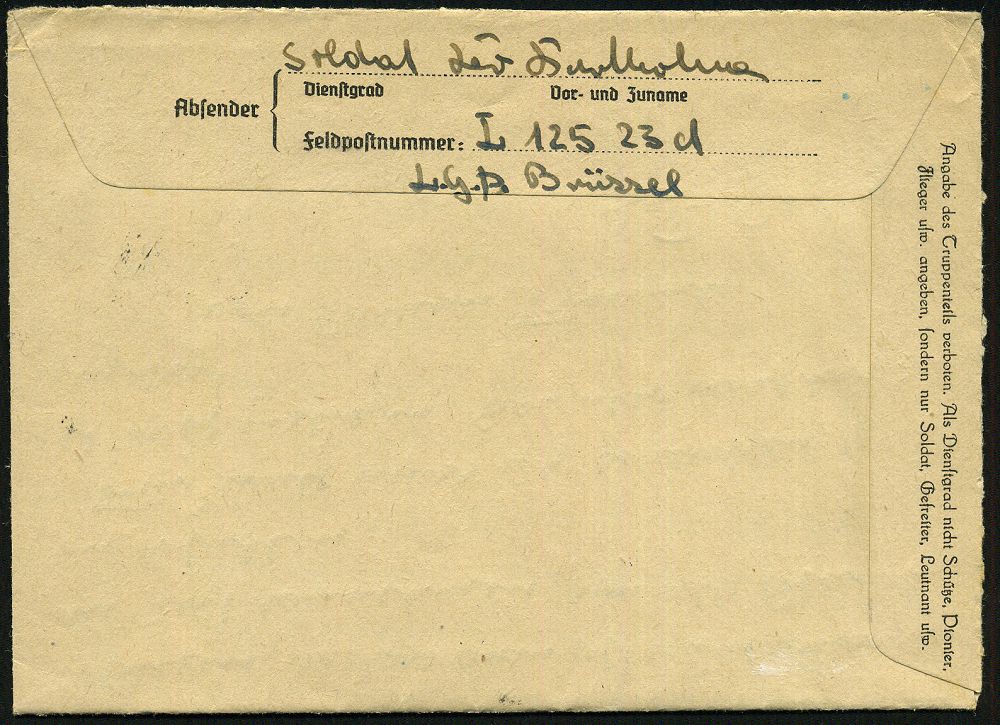 Soldat
Dienstgrad Vor- und Zuname
Absender
Feldpostnummer: L 125 23 d
L.G.P. Brüssel
Angabe des Truppenteils verboten. Als Dienstgrad nicht Schütze, Pionier,
Flieger usw. angeben, sondern nur Soldat, Gefreiter, Leutnant usw.